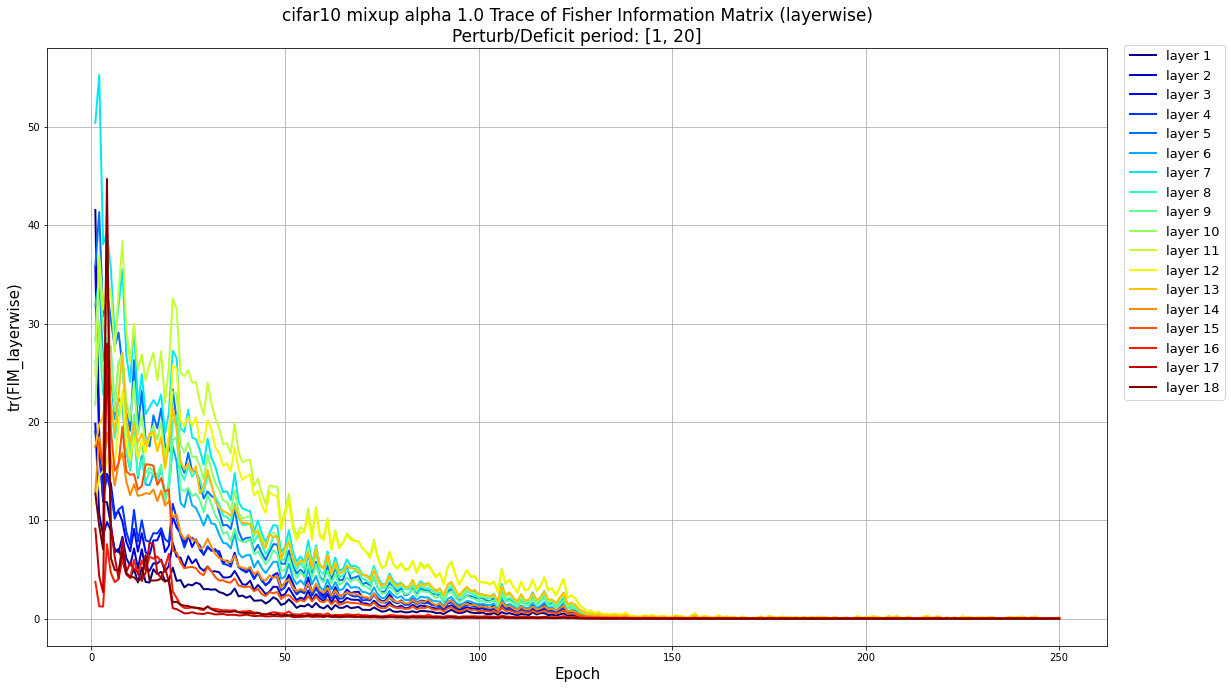 cifar10 mixup alpha 1.0 Trace of Fisher Information Matrix (layerwise)
Perturb/Deficit period: [1, 20]
tr(FIM_layerwise)
50
40
30
20
10
0
0
50
100
150
200
250
Epoch
layer 1
layer 2
layer 3
layer 4
layer 5
layer 6
layer 7
layer 8
layer 9
layer 10
layer 11
layer 12
layer 13
layer 14
layer 15
layer 16
layer 17
layer 18